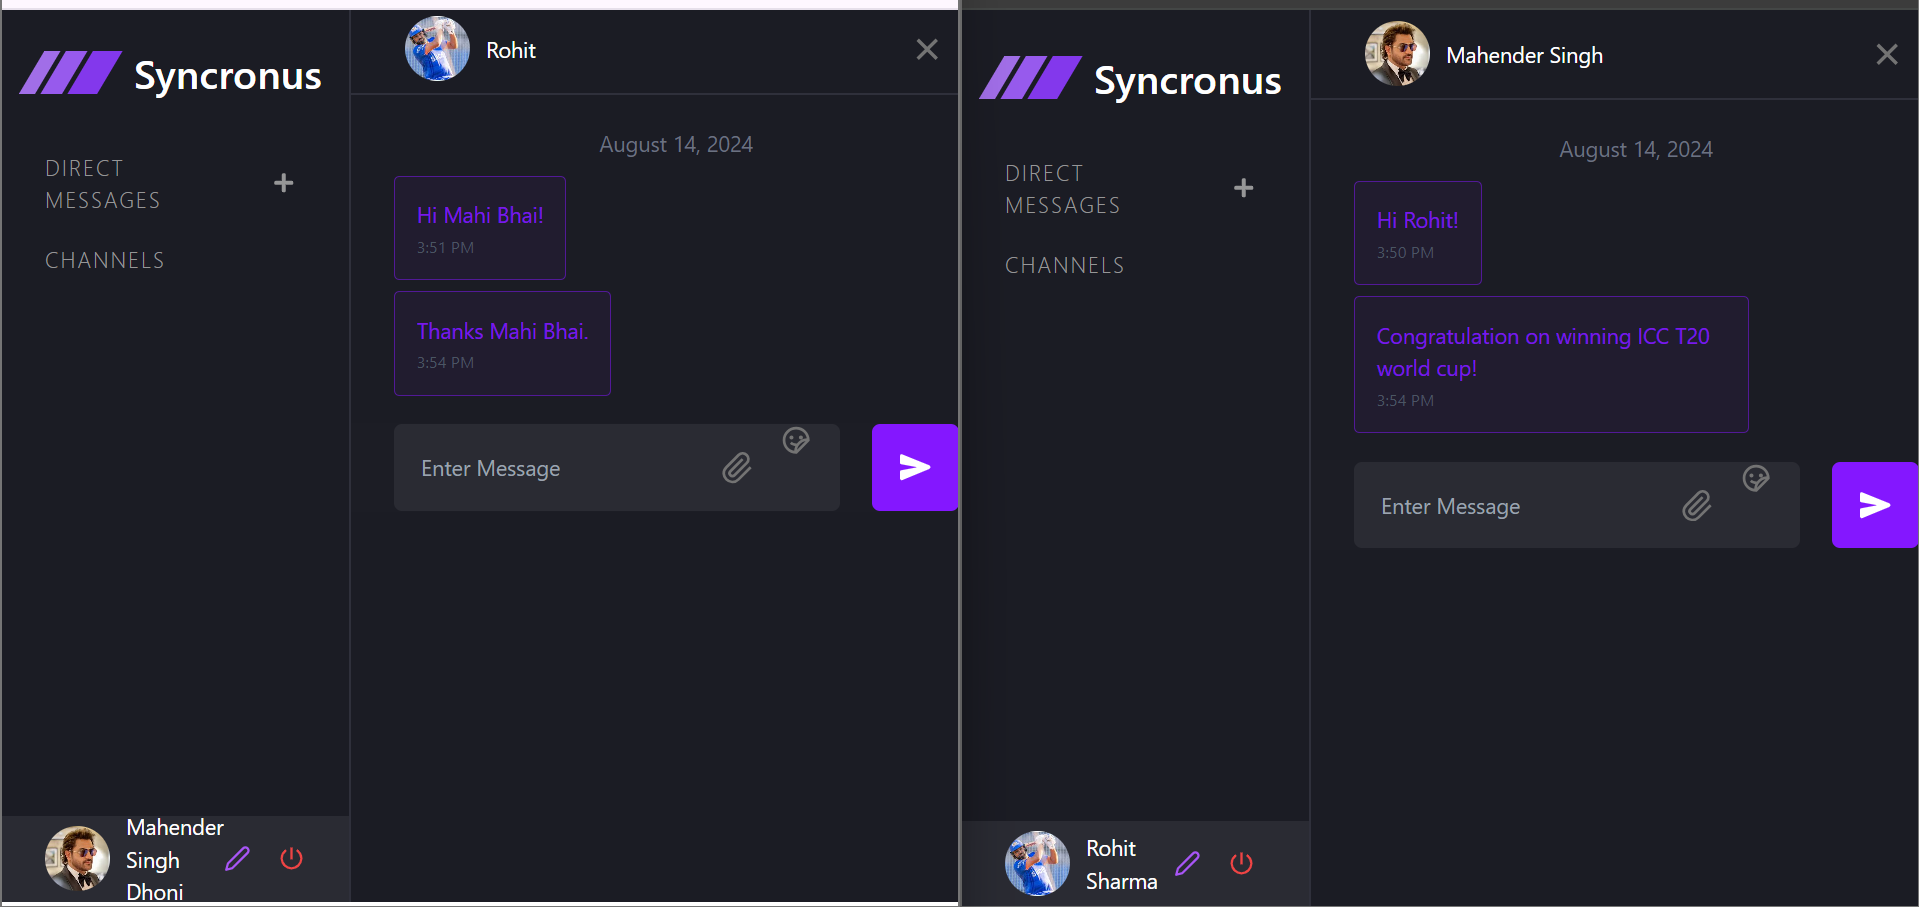 Syncronus
DIRECT
MESSAGES
CHANNELS
Mahender
Singh
Dhoni
Rohit
August 14, 2024
Hi Mahi Bhai!
3:51 PM
Thanks Mahi Bhai.
3:54 PM
Enter Message
Syncronus
DIRECT
MESSAGES
CHANNELS
Rohit
Sharma
Mahender Singh
August 14, 2024
Hi Rohit!
3:50 PM
Congratulation on winning ICC T20
world cup!
3:54 PM
Enter Message